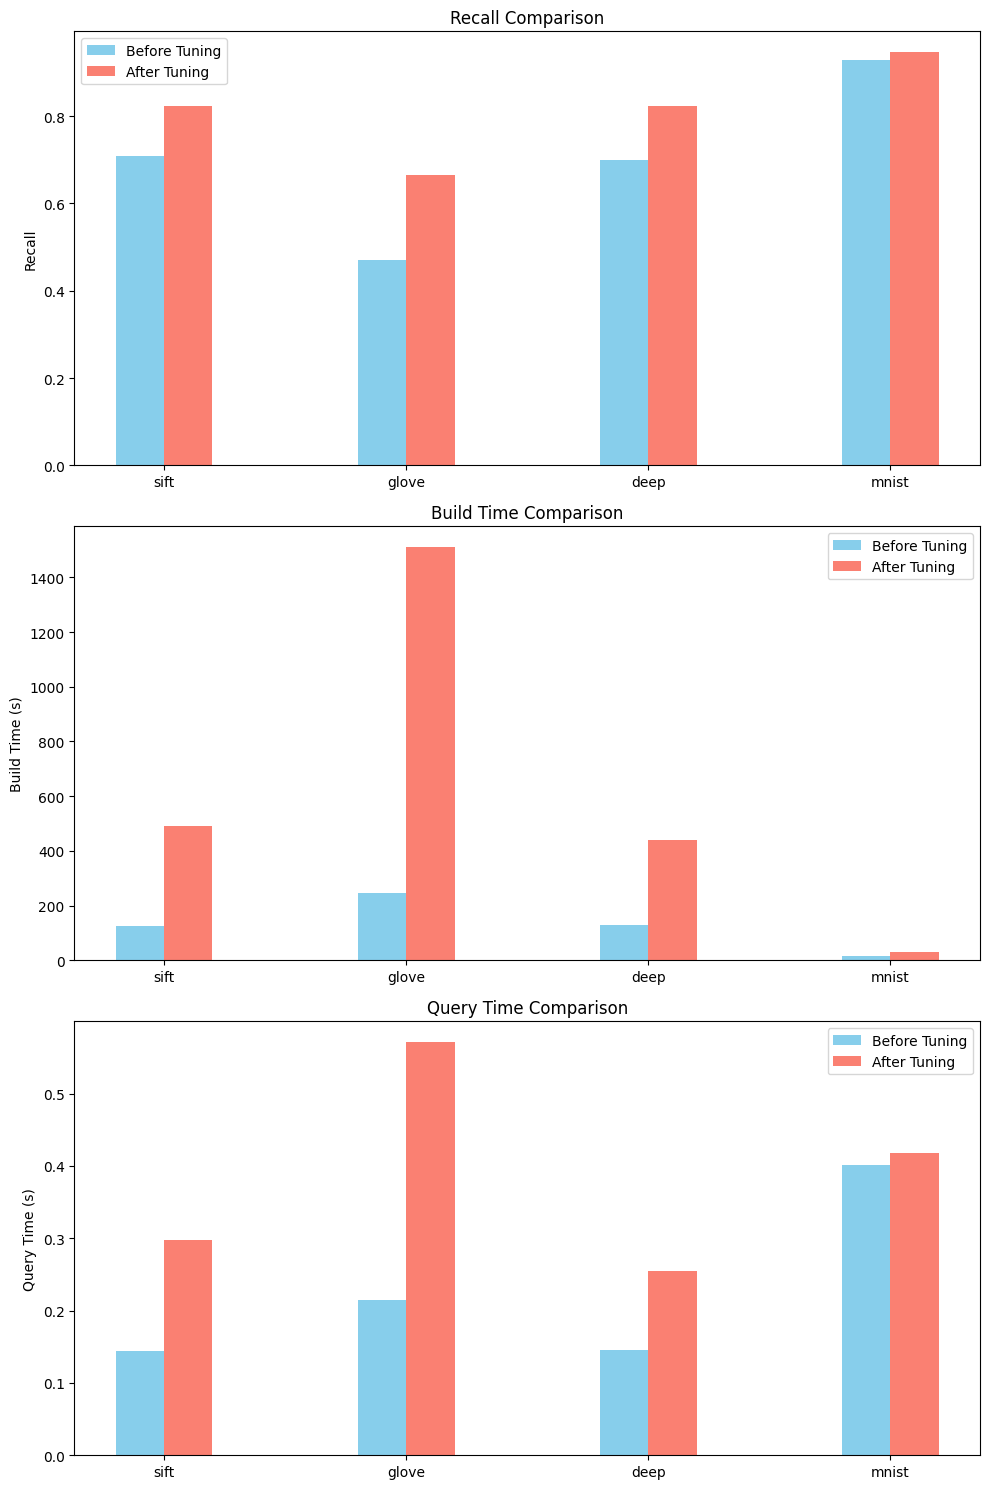 Recall Comparison
Before Tuning
After Tuning
Recall
0.8
0.6
0.4
0.2
0.0
sift glove deep mnist
Build Time Comparison
Before Tuning
After Tuning
Build Time (s)
1400
1200
1000
800
600
400
200
0
sift glove deep mnist
Query Time Comparison
Before Tuning
After Tuning
Query Time (s)
0.5
0.4
0.3
0.2
0.1
0.0
sift glove deep mnist